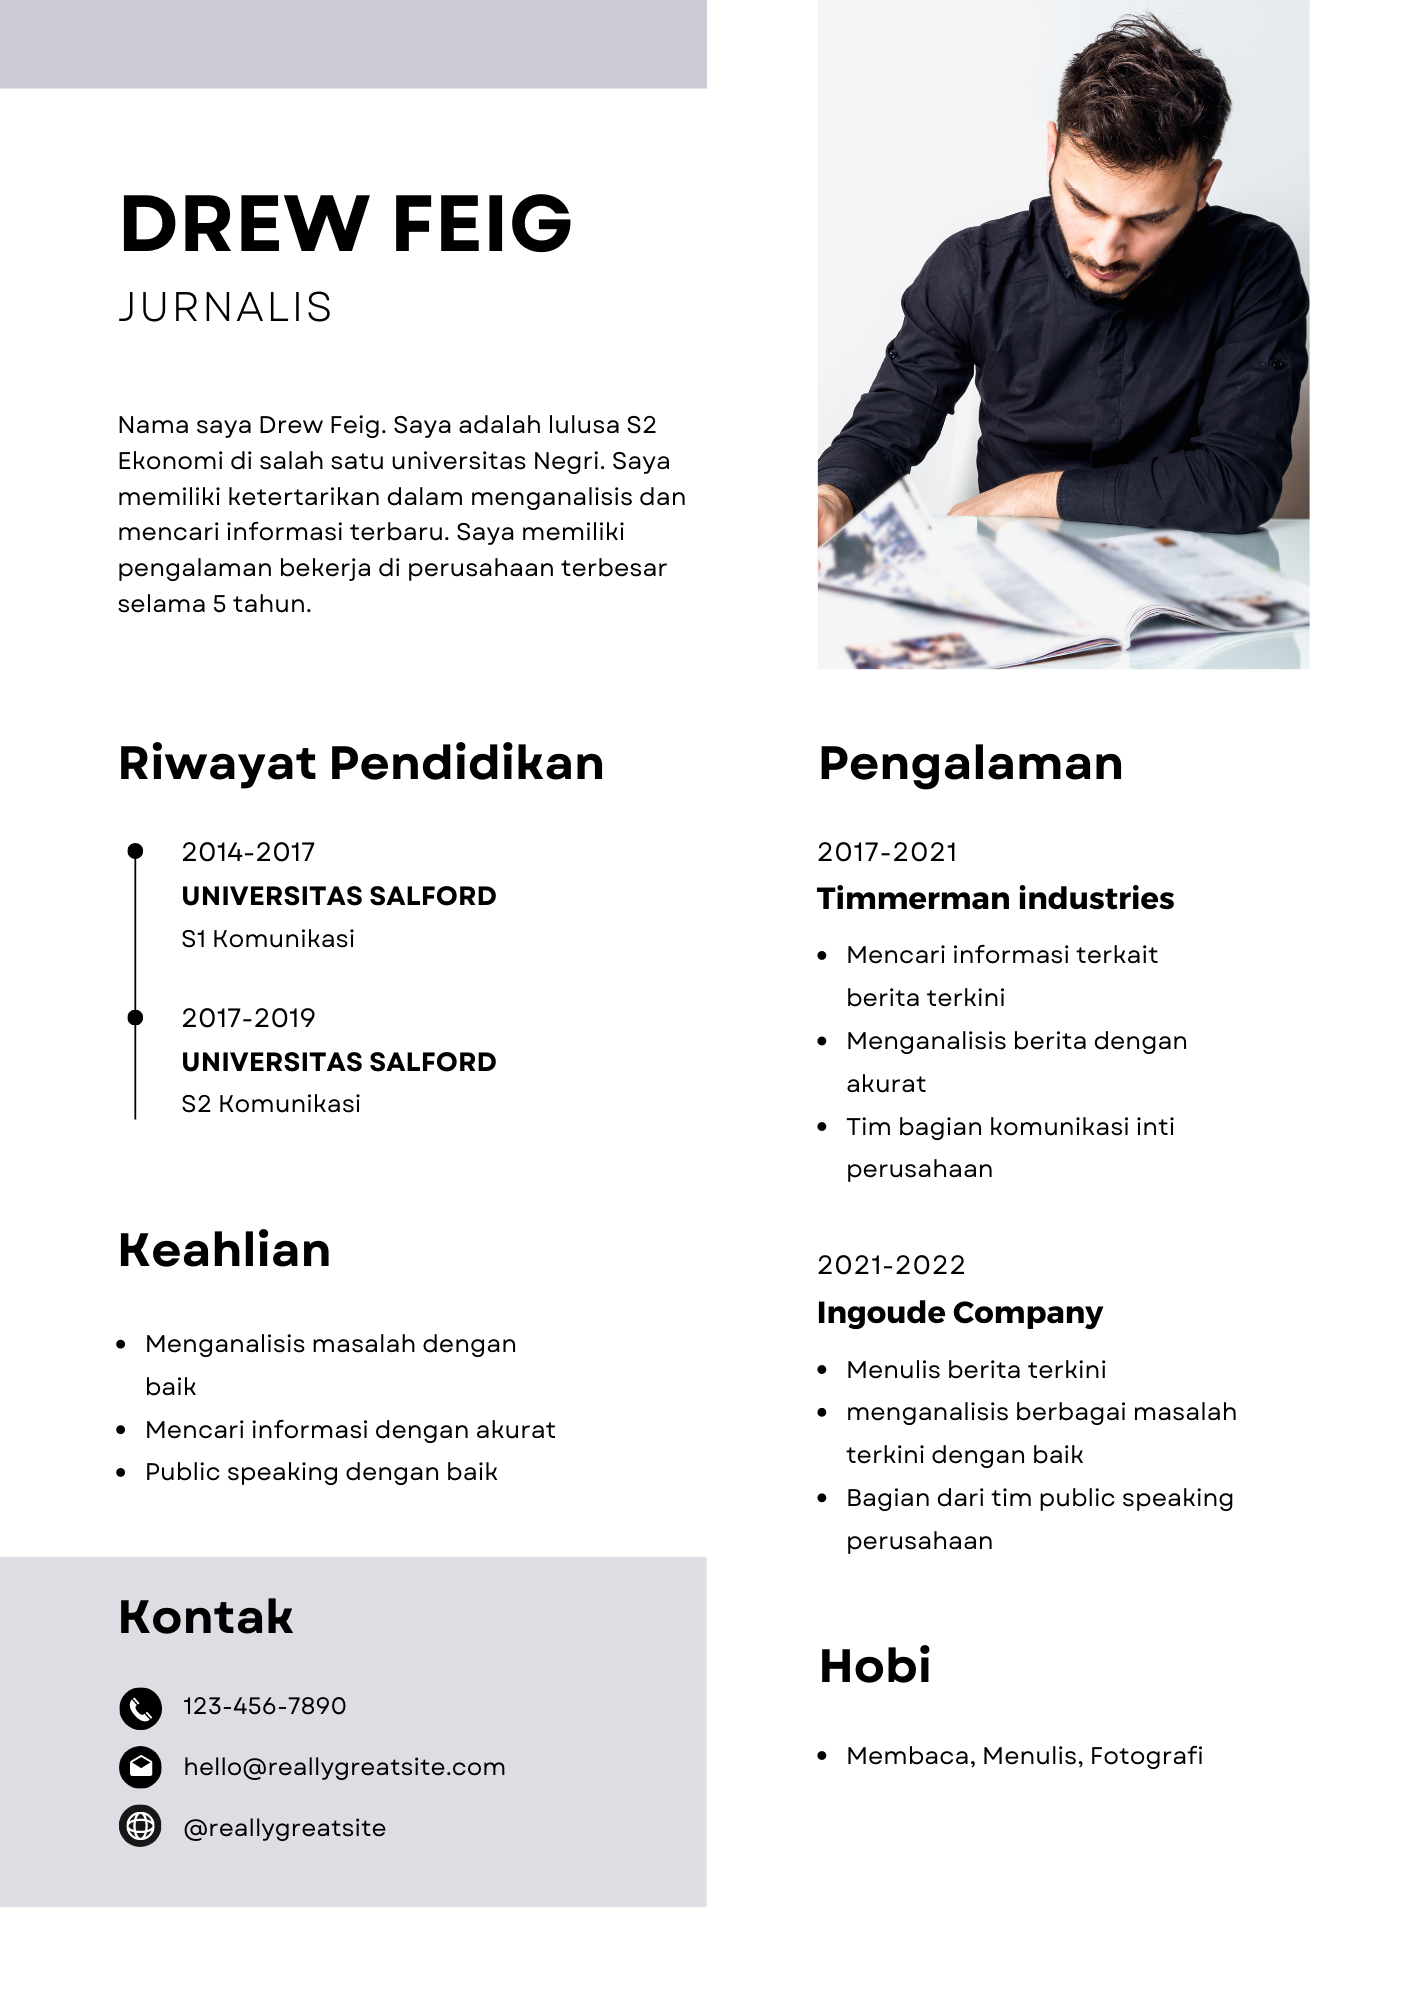 DREW FEIG
JURNALIS
Nama saya Drew Feig. Saya adalah lulusa S2
Ekonomi di salah satu universitas Negri. Saya
memiliki ketertarikan dalam menganalisis dan
mencari informasi terbaru. Saya memiliki
pengalaman bekerja di perusahaan terbesar
selama 5 tahun.
Riwayat Pendidikan
2014-2017
UNIVERSITAS SALFORD
S1 Komunikasi
2017-2019
UNIVERSITAS SALFORD
S2 Komunikasi
Keahlian
• Menganalisis masalah dengan
baik
• Mencari informasi dengan akurat
• Public speaking dengan baik
Kontak
123-456-7890
hello@reallygreatsite.com
@reallygreatsite
Pengalaman
2017-2021
Timmerman industries
• Mencari informasi terkait
berita terkini
• Menganalisis berita dengan
akurat
• Tim bagian komunikasi inti
perusahaan
2021-2022
Ingoude Company
• Menulis berita terkini
• menganalisis berbagai masalah
terkini dengan baik
• Bagian dari tim public speaking
perusahaan
Hobi
• Membaca, Menulis, Fotografi